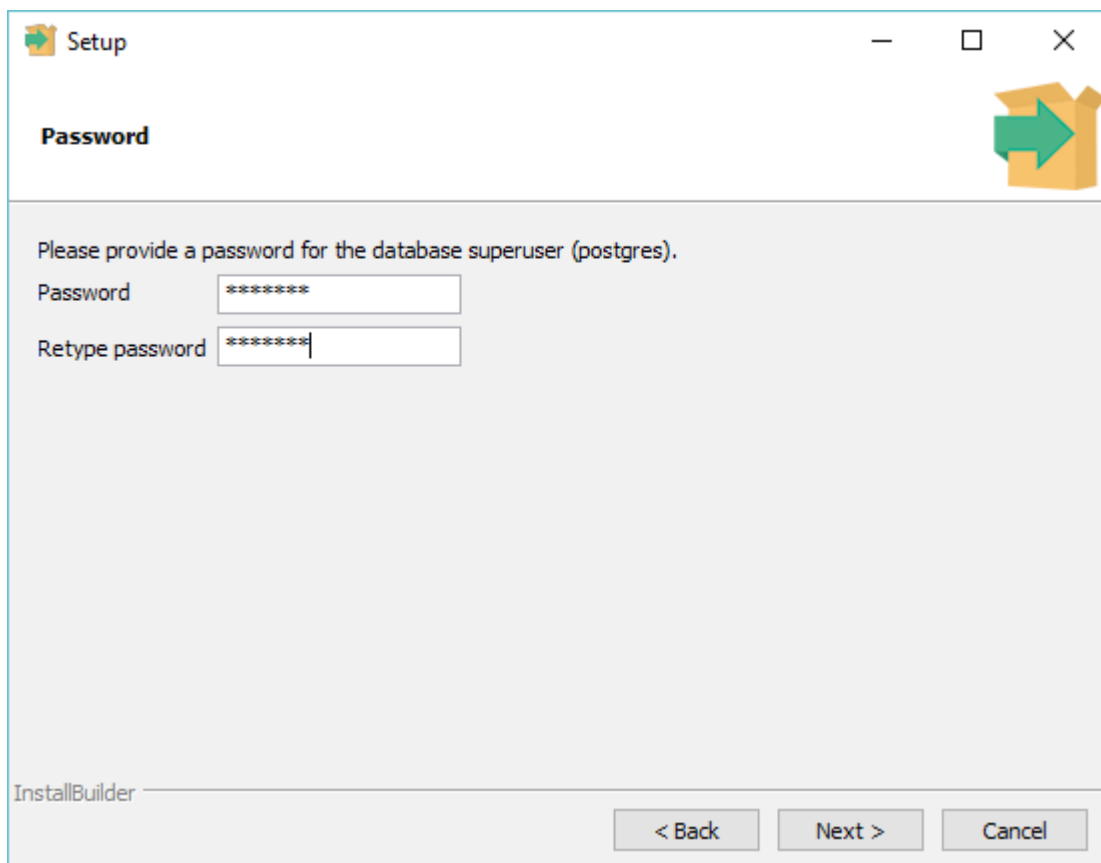 Setup
Password
Please provide a password for the database superuser (postgres).
Password *******
Retype password *******
InstallBuilder
< Back Next > Cancel